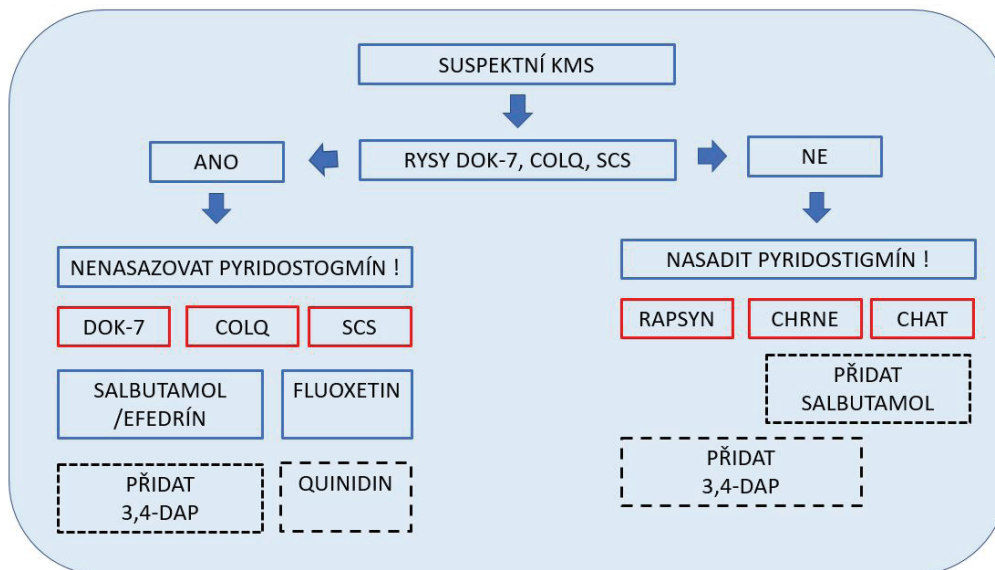 SUSPEKTNÍ KMS
ANO
RYSY DOK-7, COLQ, SCS
NE
NENASAZOVAT PYRIDOSTOGMÍN !
DOK-7
COLQ
SCS
SALBUTAMOL
/EFEDRÍN
FLUOXETIN
PŘIDAT
3,4-DAP
QUINIDIN
NASADIT PYRIDOSTIGMÍN !
RAPSYN
CHRNE
CHAT
PŘIDAT
SALBUTAMOL
PŘIDAT
3,4-DAP